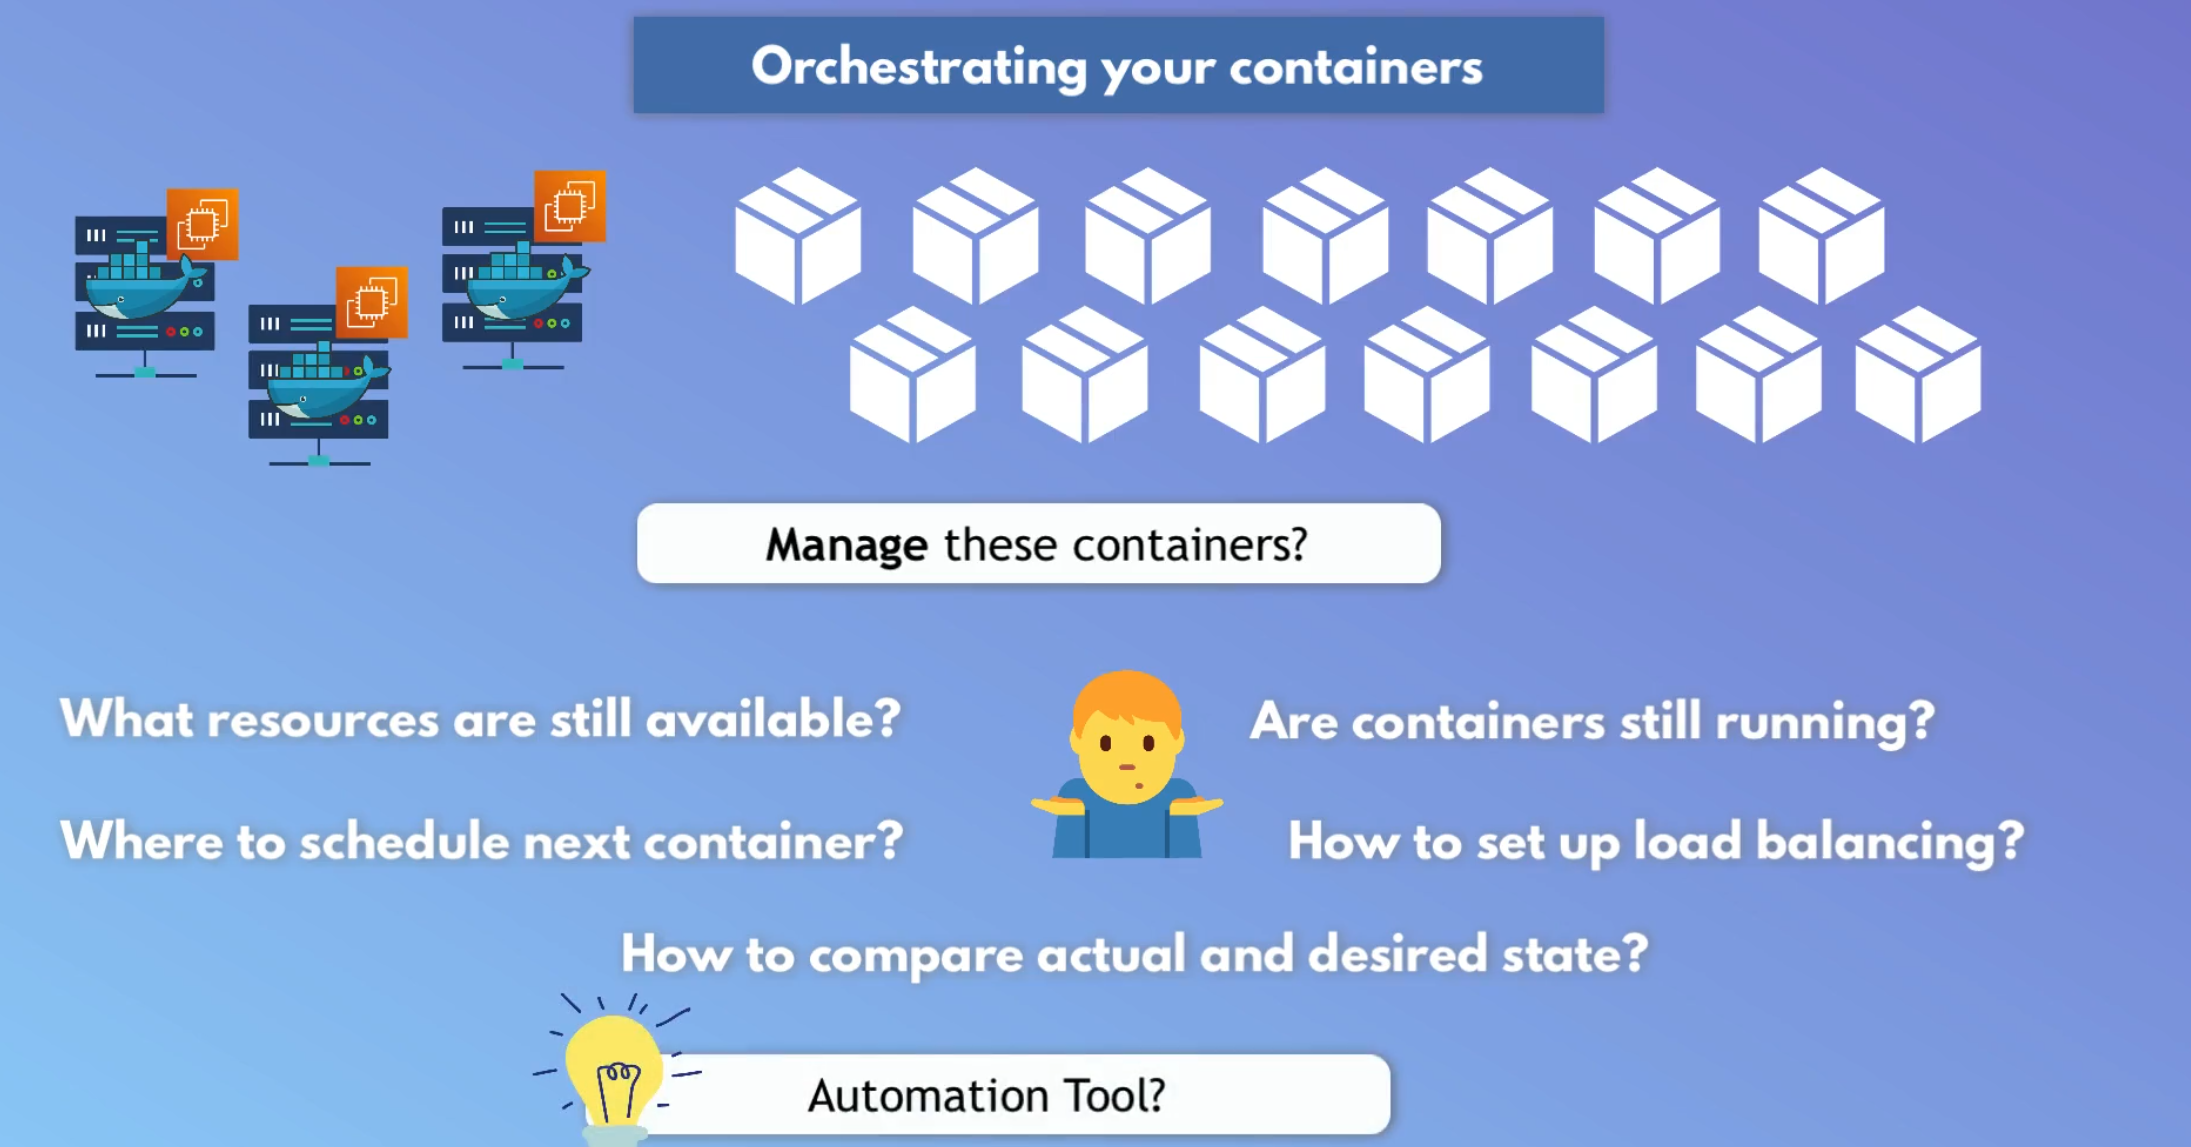 Orchestrating your containers
Manage these containers?
What resources are still available?
Are containers still running?
Where to schedule next container?
How to set up load balancing?
How to compare actual and desired state?
Automation Tool?